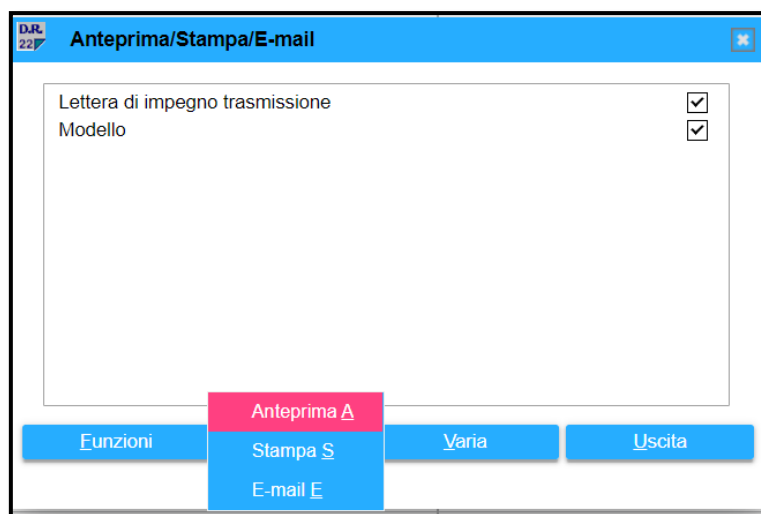 D.R.
22
Anteprima/Stampa/E-mail
Lettera di impegno trasmissione
Modello
Anteprima A
Funzioni
Varia
Uscita
Stampa S
E-mail E